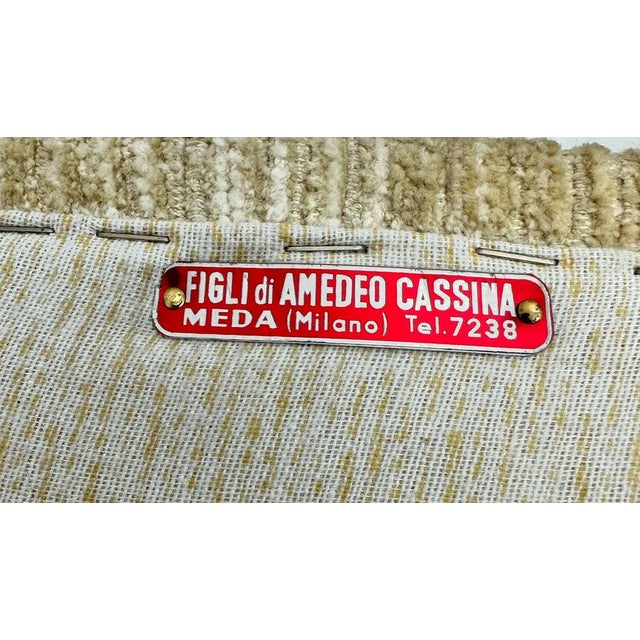 FIGLI di AMEDEO CASSINA
MEDA (Milano) Tel.7238